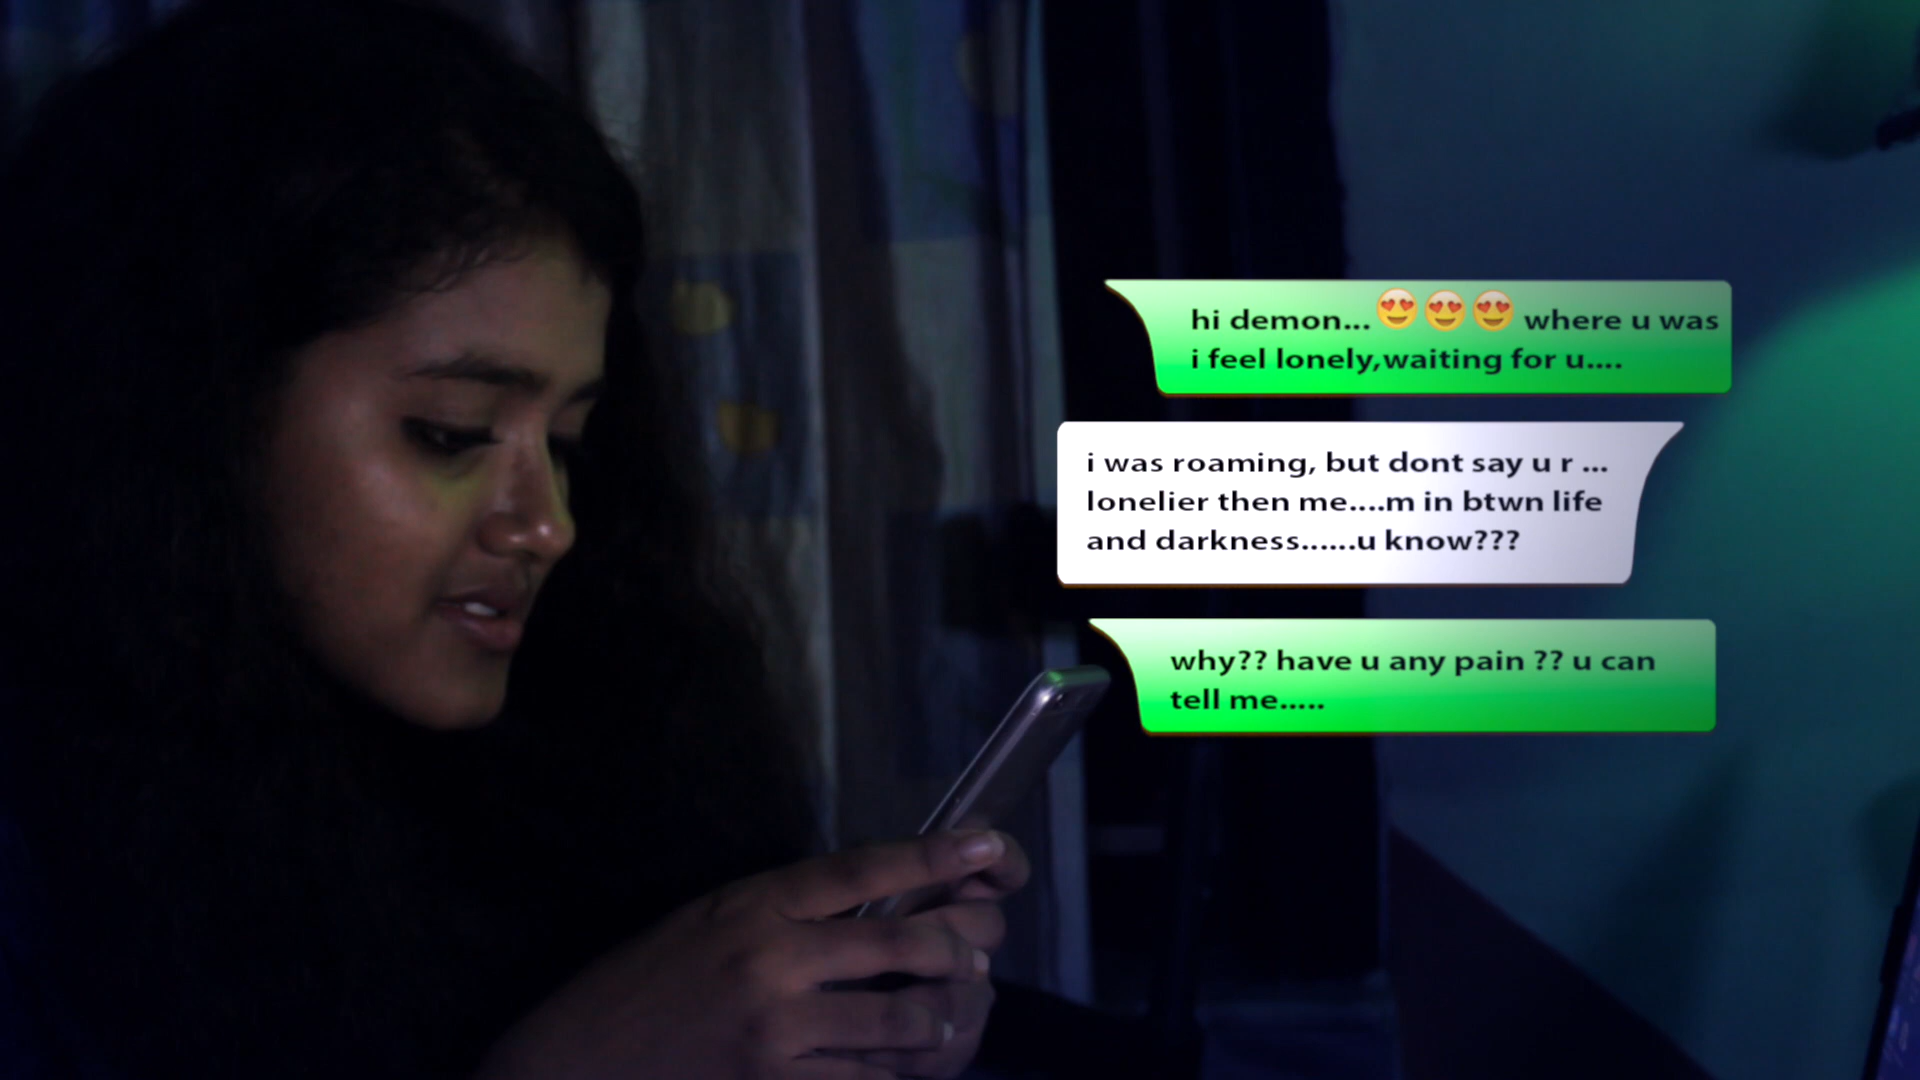 hi demon...😍😍😍 where u was
i feel lonely,waiting for u....
i was roaming, but dont say u r ...
lonelier then me....m in btwn life
and darkness......u know???
why?? have u any pain ?? u can
tell me.....